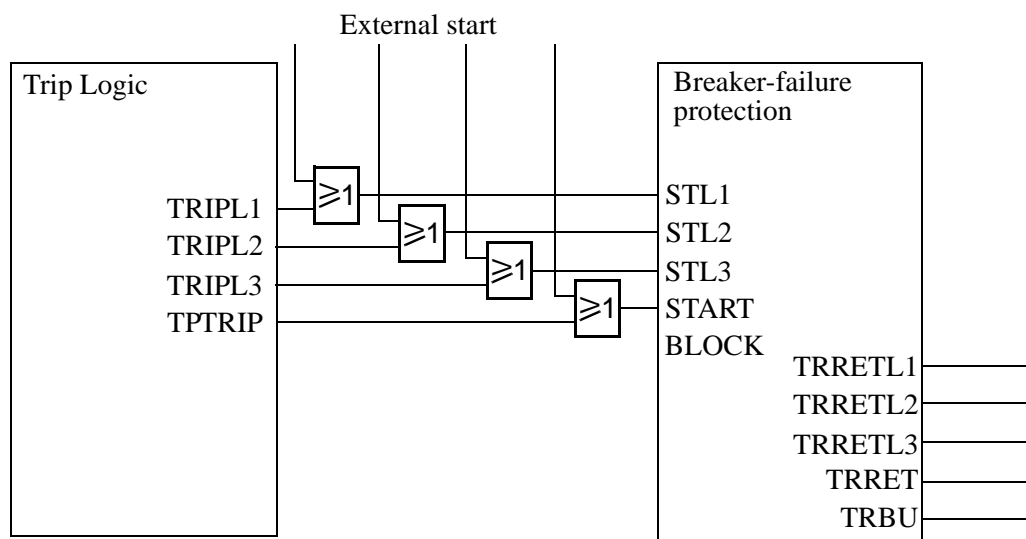 External start
Trip Logic
TRIPL1
TRIPL2
TRIPL3
TPTRIP
≥1
≥1
≥1
≥1
Breaker-failure
protection
STL1
STL2
STL3
START
BLOCK
TRRETL1
TRRETL2
TRRETL3
TRRET
TRBU